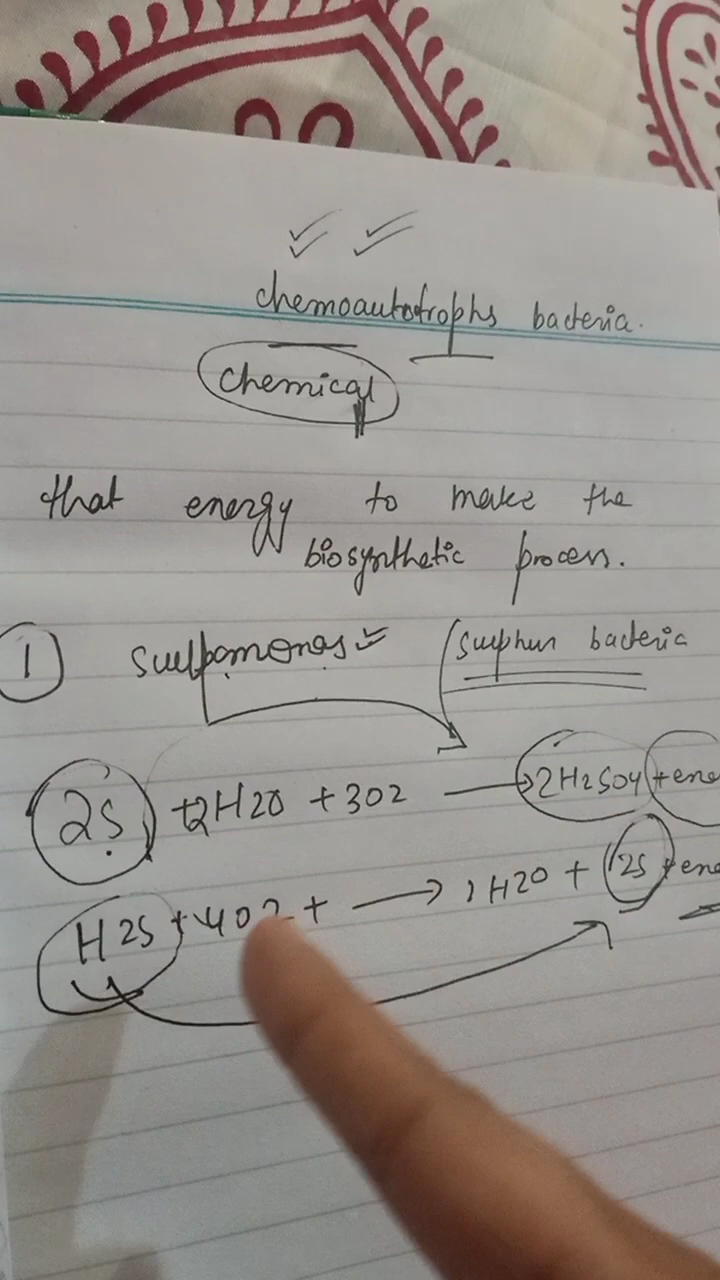 chemoautotrophs bacteria.
chemical
that energy to make the
biosynthetic process.
1 sulpomonas sulphur bacteria
2S +2H2O + 3O2 → 2H2SO4 + ene
H2S + 4O2 + → 1H2O + 2S + ene